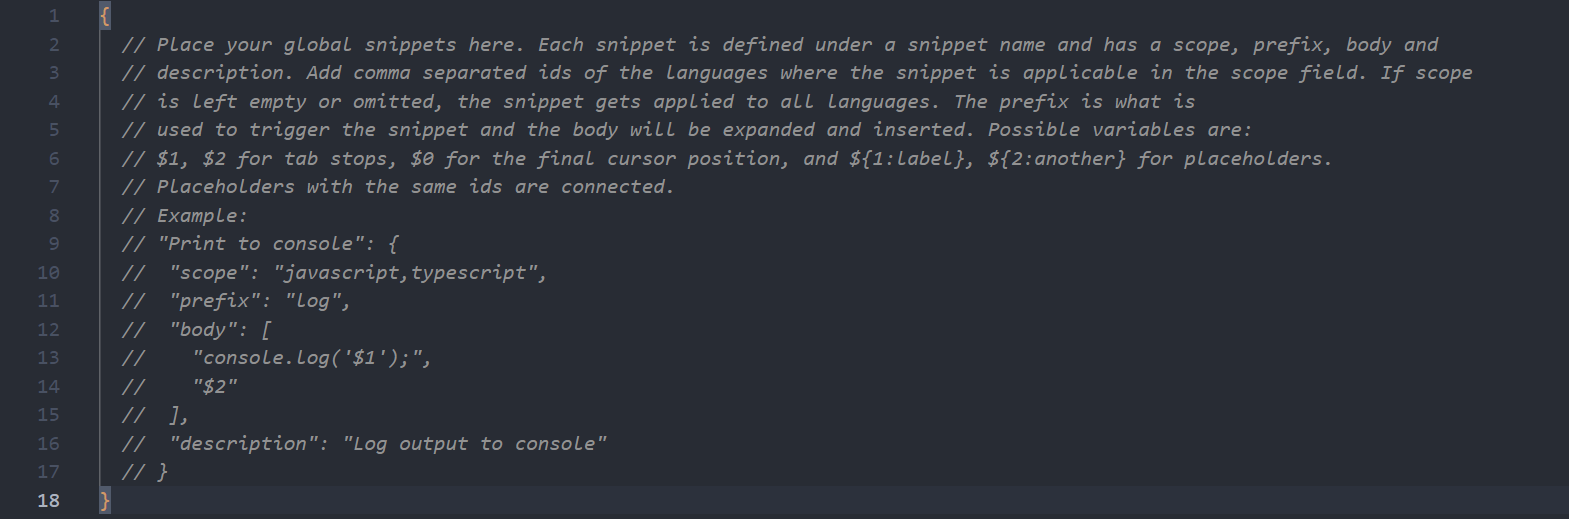 1 {
2 // Place your global snippets here. Each snippet is defined under a snippet name and has a scope, prefix, body and
3 // description. Add comma separated ids of the languages where the snippet is applicable in the scope field. If scope
4 // is left empty or omitted, the snippet gets applied to all languages. The prefix is what is
5 // used to trigger the snippet and the body will be expanded and inserted. Possible variables are:
6 // $1, $2 for tab stops, $0 for the final cursor position, and ${1:label}, ${2:another} for placeholders.
7 // Placeholders with the same ids are connected.
8 // Example:
9 // "Print to console": {
10 //  "scope": "javascript,typescript",
11 //  "prefix": "log",
12 //  "body": [
13 //    "console.log('$1');",
14 //    "$2"
15 //  ],
16 //  "description": "Log output to console"
17 // }
18 }